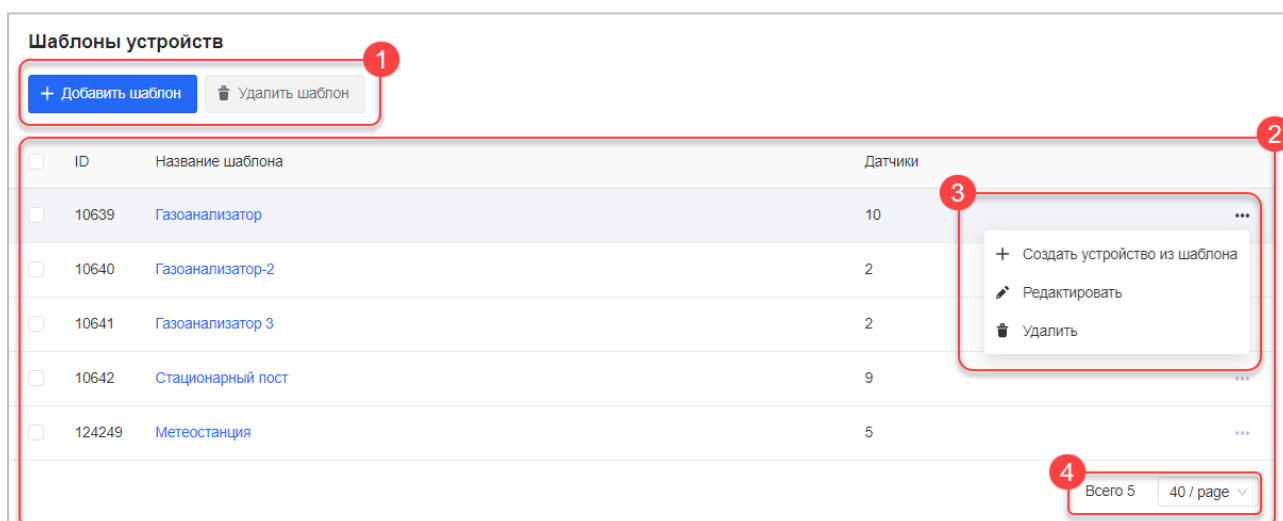 Шаблоны устройств
1
+ Добавить шаблон Удалить шаблон
2
ID Название шаблона Датчики
3
10639 Газоанализатор 10 •••
+ Создать устройство из шаблона
10640 Газоанализатор-2 2
Редактировать
10641 Газоанализатор 3 2
Удалить
10642 Стационарный пост 9 •••
124249 Метеостанция 5 •••
4
Всего 5 40 / page